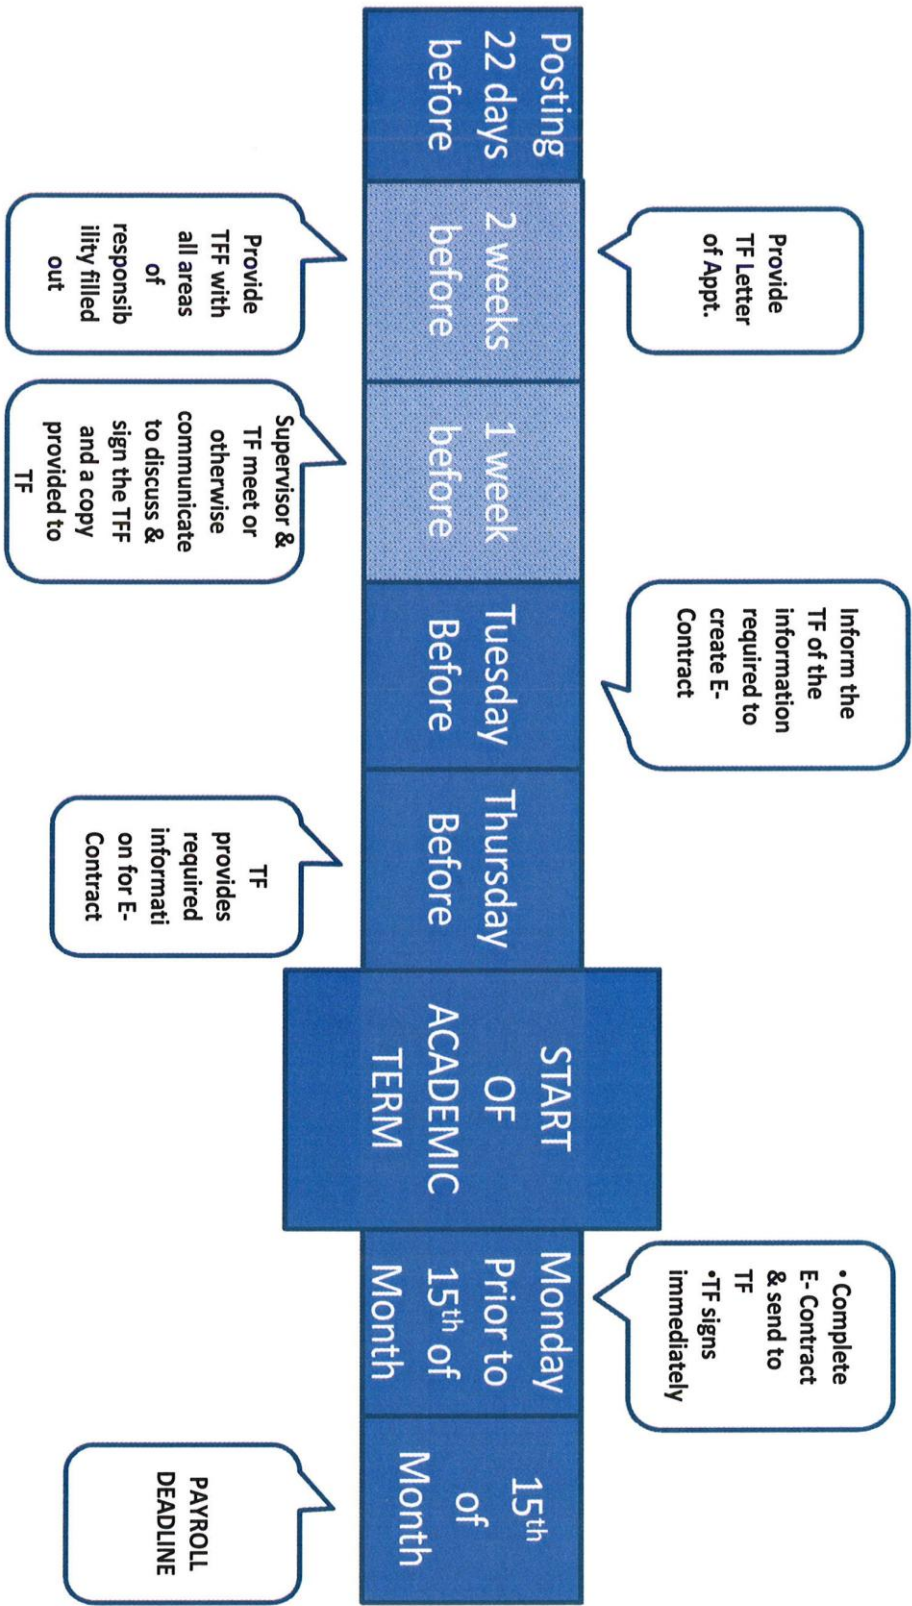 Posting
22 days
before
2 weeks
before
1 week
before
Tuesday
Before
Thursday
Before
START
OF
ACADEMIC
TERM
Monday
Prior to
15th of
Month
15th
of
Month
Provide
TF Letter
of Appt.
Inform the
TF of the
information
required to
create E-
Contract
• Complete
E- Contract
& send to
TF
•TF signs
immediately
Provide
TFF with
all areas
of
responsib
ility filled
out
Supervisor &
TF meet or
otherwise
communicate
to discuss &
sign the TFF
and a copy
provided to
TF
TF
provides
required
informati
on for E-
Contract
PAYROLL
DEADLINE